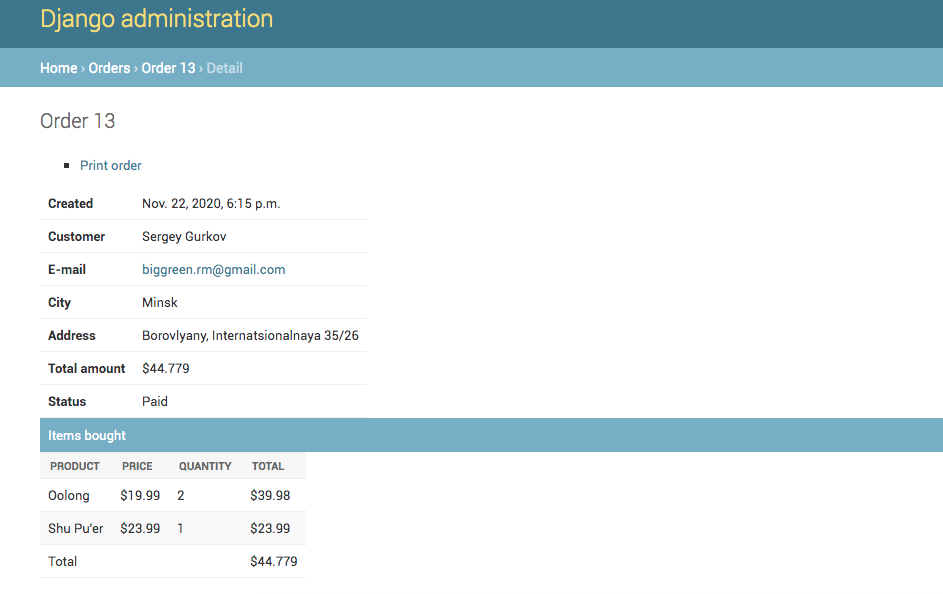 Django administration
Home › Orders › Order 13 › Detail
Order 13
Print order
Created Nov. 22, 2020, 6:15 p.m.
Customer Sergey Gurkov
E-mail biggreen.rm@gmail.com
City Minsk
Address Borovlyany, Internatsionalnaya 35/26
Total amount $44.779
Status Paid
Items bought
PRODUCT PRICE QUANTITY TOTAL
Oolong $19.99 2 $39.98
Shu Pu'er $23.99 1 $23.99
Total $44.779